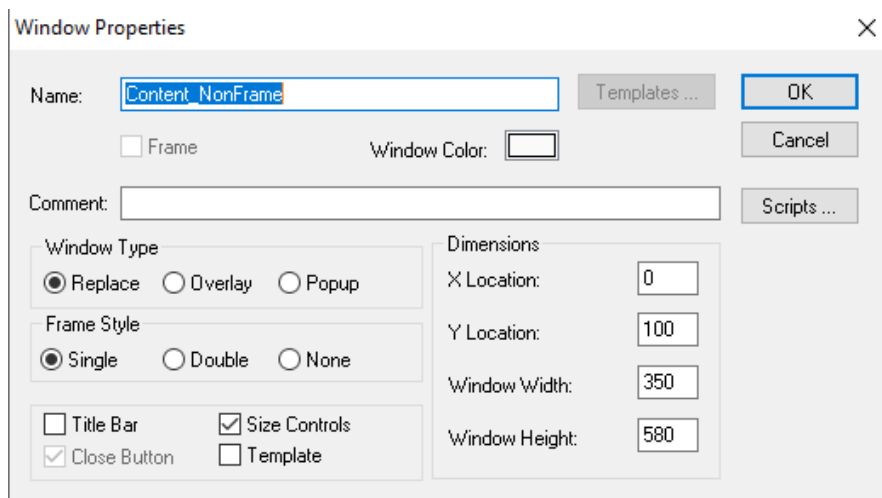 Window Properties
Name: Content_NonFrame Templates ... OK
Frame Window Color: Cancel
Comment: Scripts ...
Window Type
Replace Overlay Popup
Frame Style
Single Double None
Title Bar Size Controls
Close Button Template
Dimensions
X Location: 0
Y Location: 100
Window Width: 350
Window Height: 580